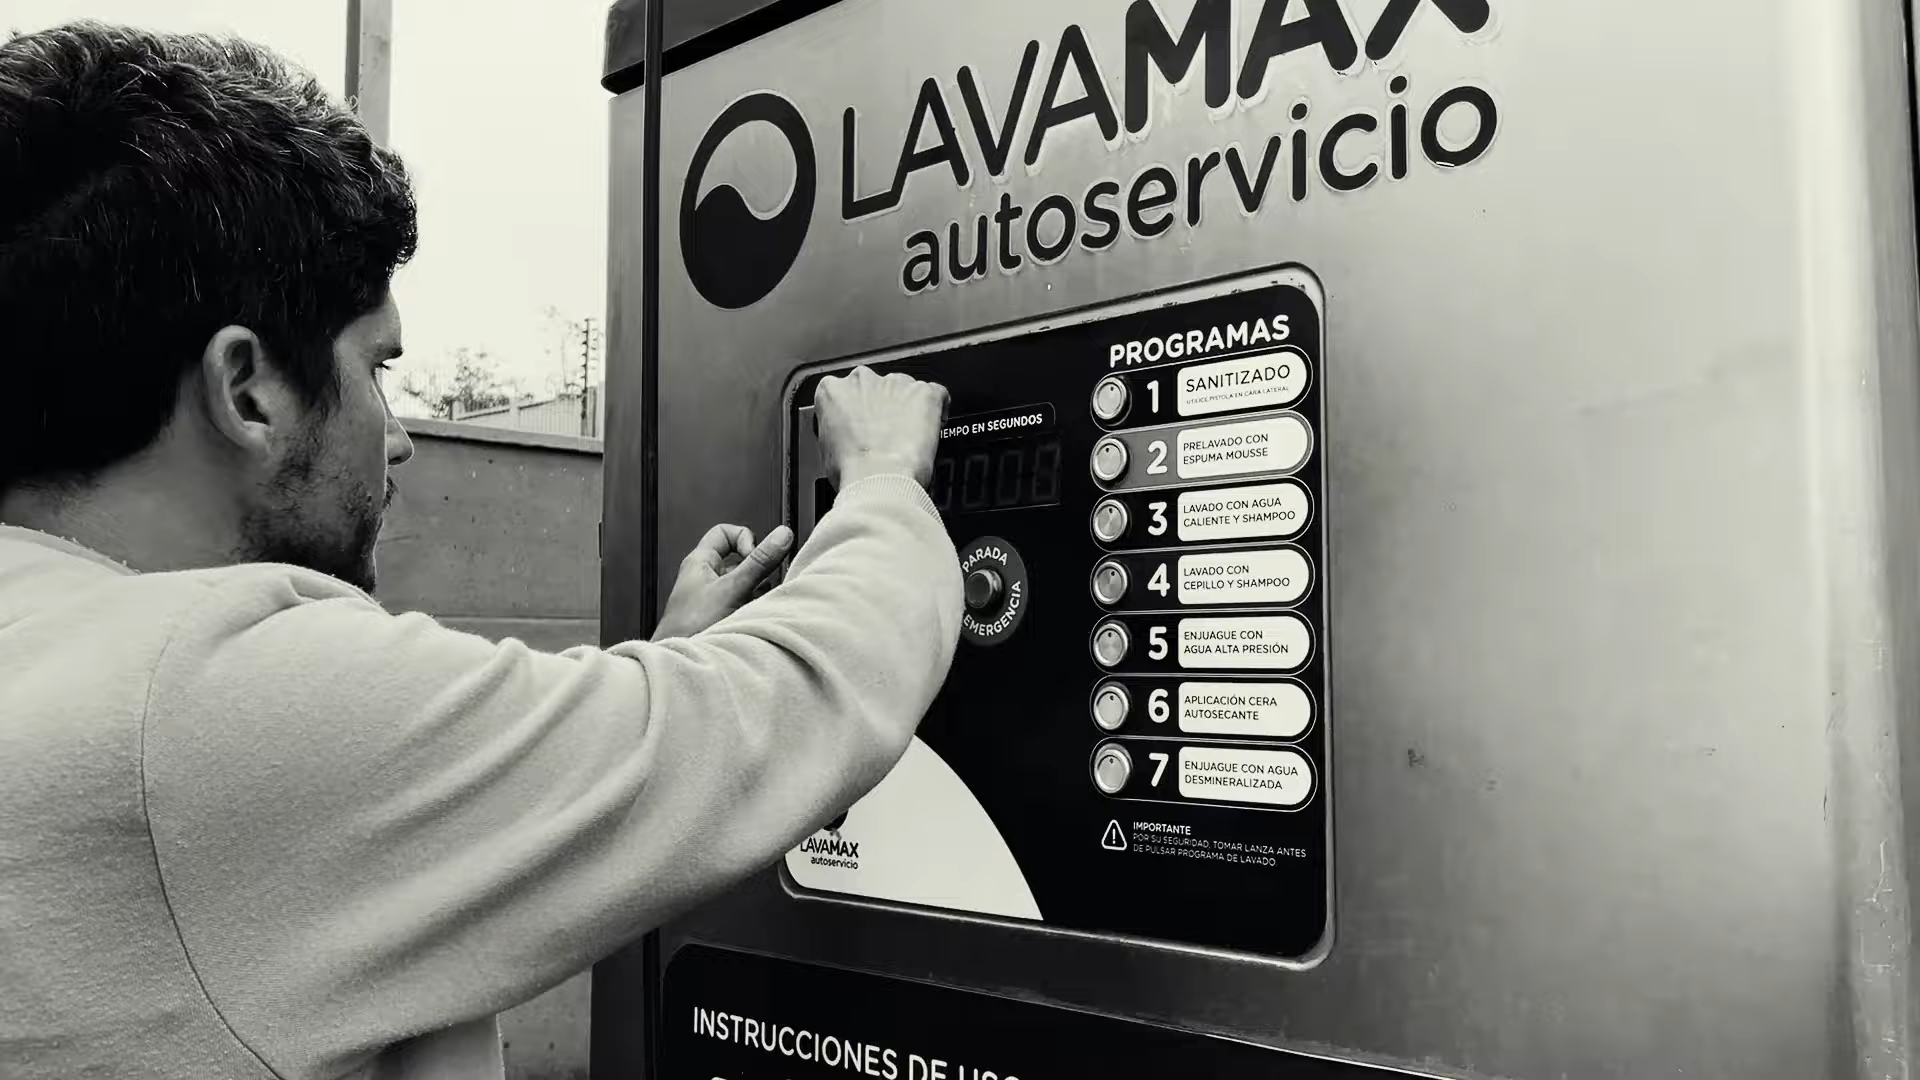 LAVAMAX
autoservicio
PROGRAMAS
1 SANITIZADO
UTILICE PISTOLA EN CARA LATERAL
2 PRELAVADO CON
ESPUMA MOUSSE
3 LAVADO CON AGUA
CALIENTE Y SHAMPOO
4 LAVADO CON
CEPILLO Y SHAMPOO
5 ENJUAGUE CON
AGUA ALTA PRESIÓN
6 APLICACIÓN CERA
AUTOSECANTE
7 ENJUAGUE CON AGUA
DESMINERALIZADA
IMPORTANTE
POR SU SEGURIDAD, TOMAR LANZA ANTES
DE PULSAR PROGRAMA DE LAVADO
IEMPO EN SEGUNDOS
PARADA
EMERGENCIA
LAVAMAX
autoservicio
INSTRUCCIONES DE USO